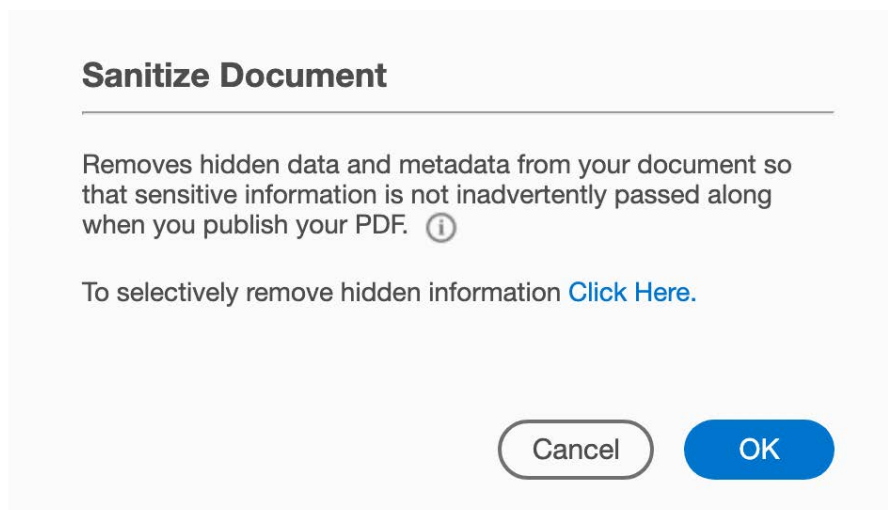 Sanitize Document
Removes hidden data and metadata from your document so
that sensitive information is not inadvertently passed along
when you publish your PDF. i
To selectively remove hidden information Click Here.
Cancel OK